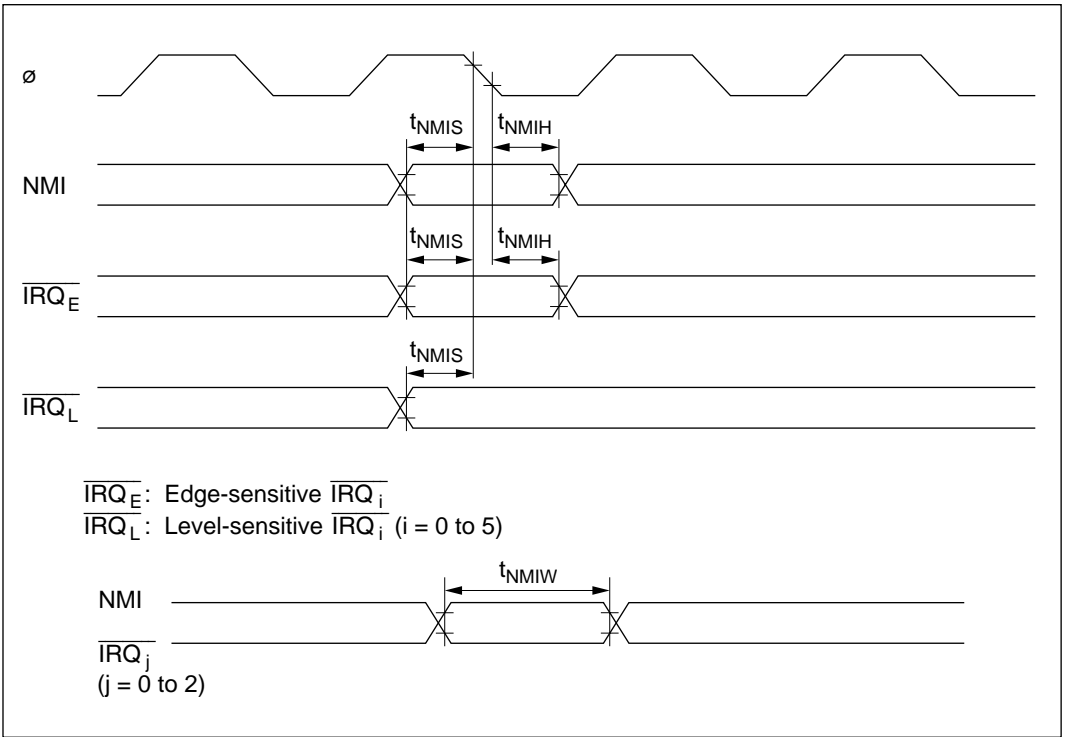 ø
tNMIS tNMIH
NMI
tNMIS tNMIH
IRQE
tNMIS
IRQL
IRQE: Edge-sensitive IRQi
IRQL: Level-sensitive IRQi (i = 0 to 5)
tNMIW
NMI
IRQj
(j = 0 to 2)